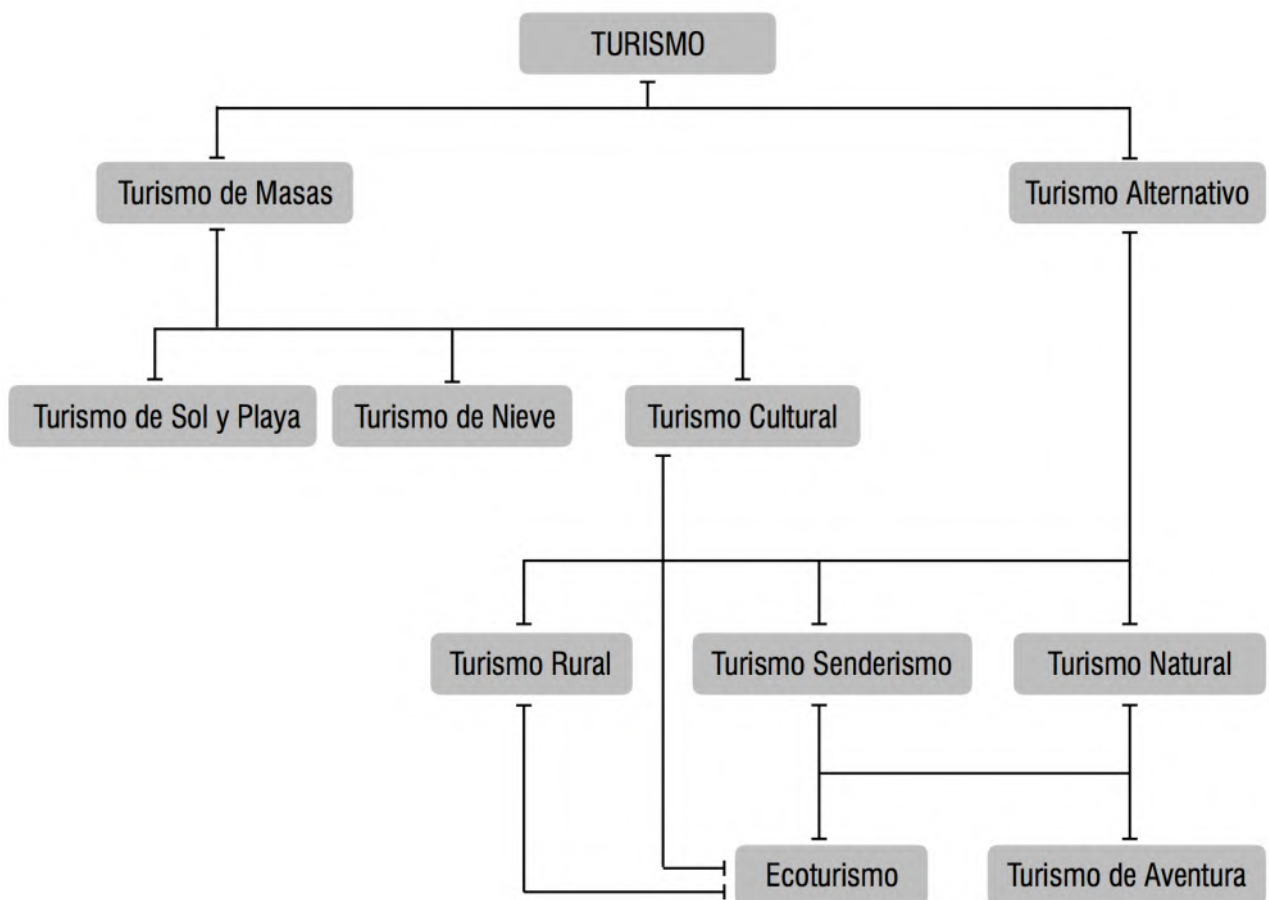 TURISMO
Turismo de Masas
Turismo Alternativo
Turismo de Sol y Playa
Turismo de Nieve
Turismo Cultural
Turismo Rural
Turismo Senderismo
Turismo Natural
Ecoturismo
Turismo de Aventura